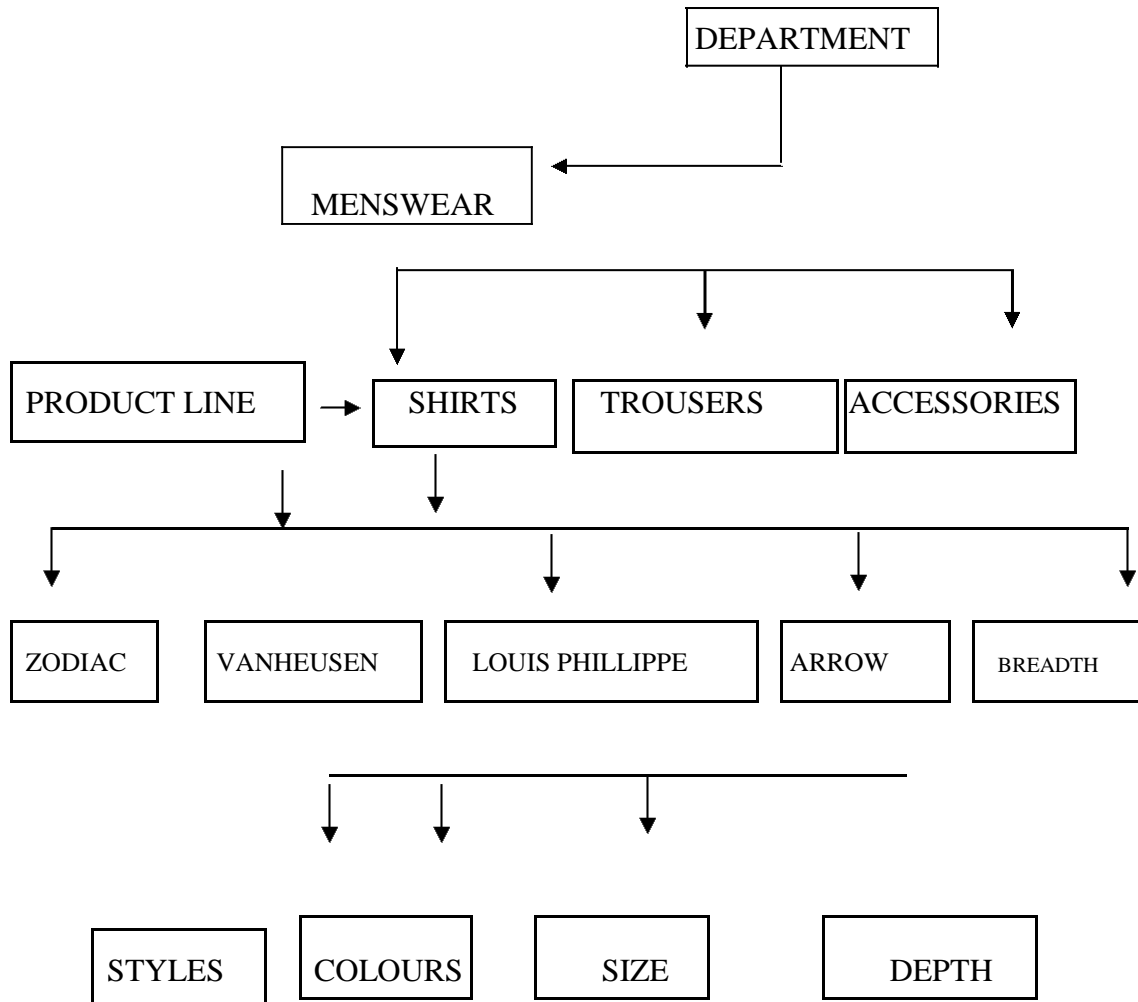 DEPARTMENT
MENSWEAR
PRODUCT LINE
SHIRTS
TROUSERS
ACCESSORIES
ZODIAC
VANHEUSEN
LOUIS PHILLIPPE
ARROW
BREADTH
STYLES
COLOURS
SIZE
DEPTH